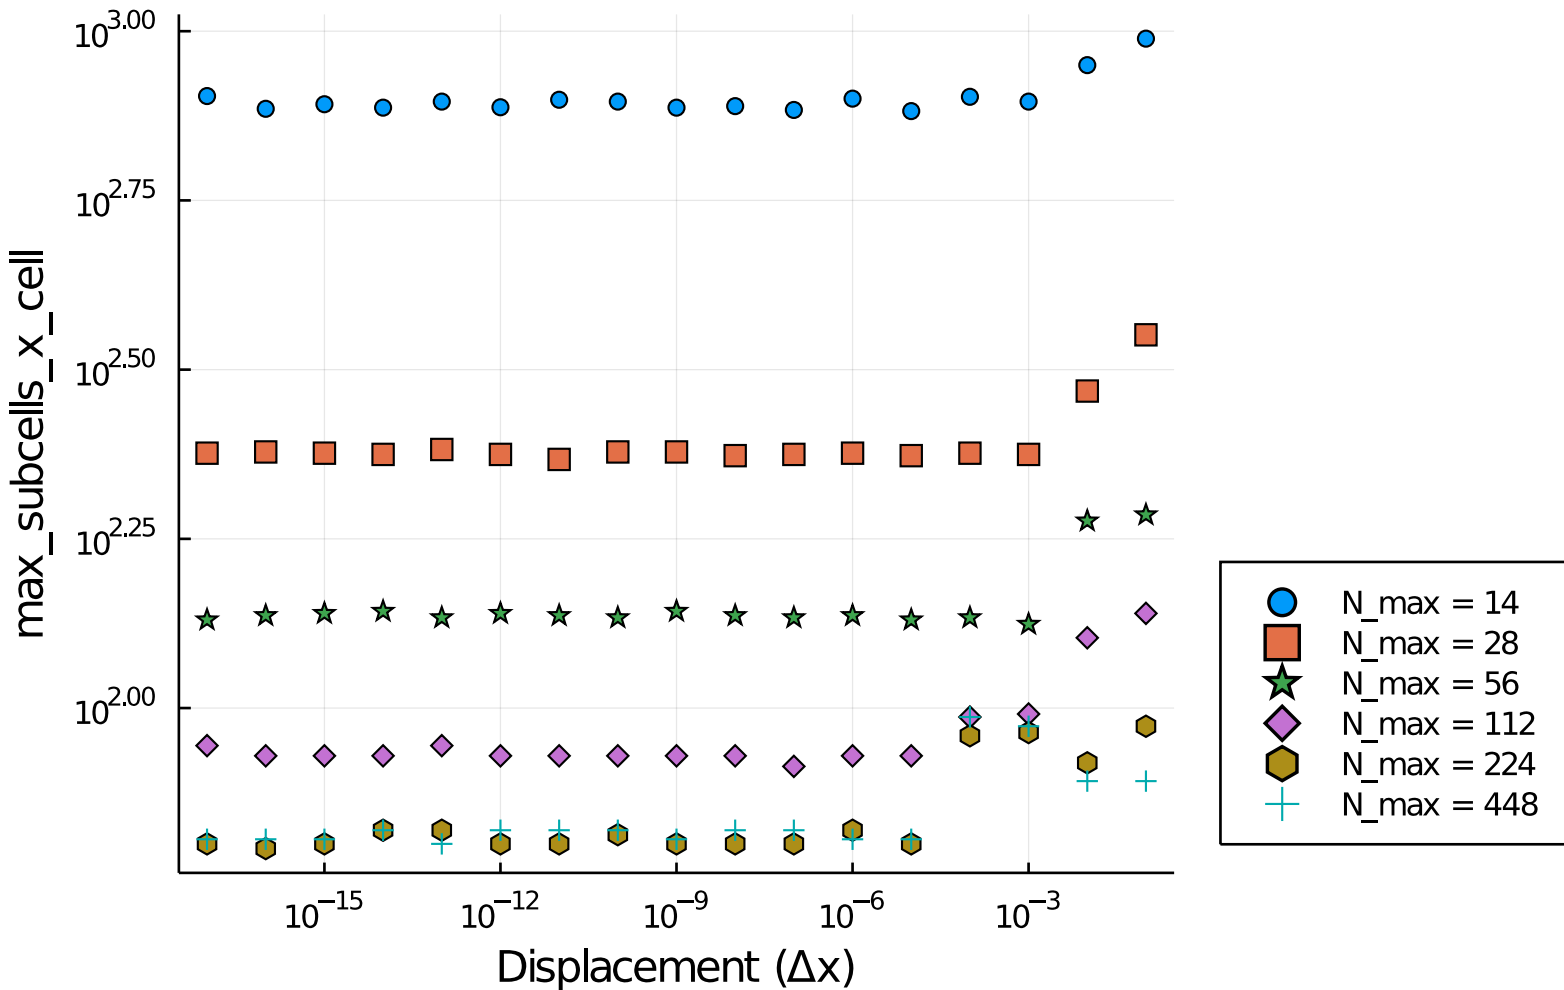 10^3.00
10^2.75
10^2.50
10^2.25
10^2.00
max_subcells_x_cell
10^−15
10^−12
10^−9
10^−6
10^−3
Displacement (Δx)
N_max = 14
N_max = 28
N_max = 56
N_max = 112
N_max = 224
N_max = 448